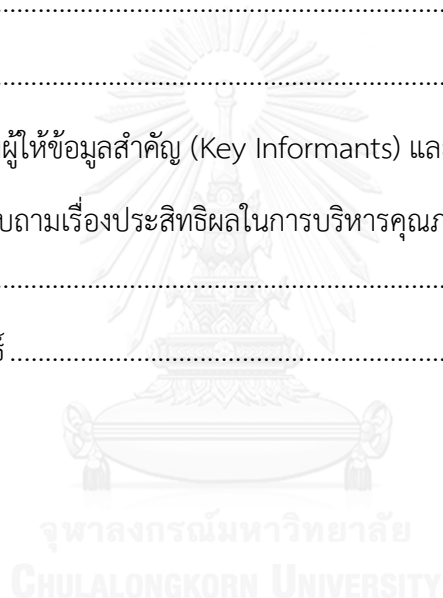 ........................................................................
........................................................................
ผู้ให้ข้อมูลสำคัญ (Key Informants) และ
บถามเรื่องประสิทธิผลในการบริหารคุณภ
........................................................................
........................................................................
จุฬาลงกรณ์มหาวิทยาลัย
CHULALONGKORN UNIVERSITY